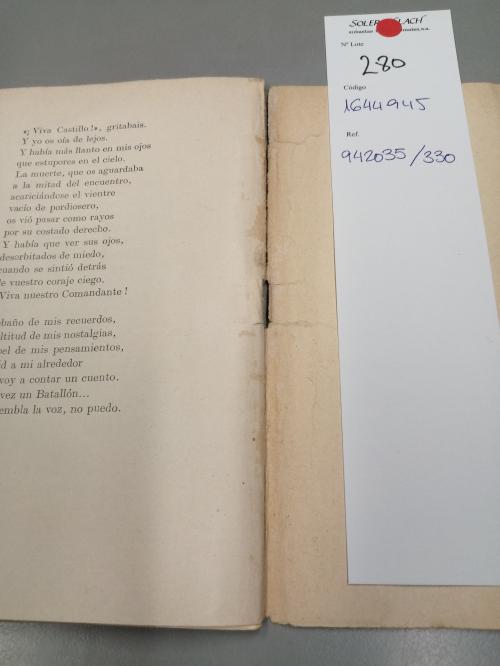 «¡ Viva Castillo !», gritabais.
Y yo os oía de lejos.
Y había más llanto en mis ojos
que estupores en el cielo.
La muerte, que os aguardaba
a la mitad del encuentro,
acariciándose el vientre
vacío de pordiosero,
os vió pasar como rayos
por su costado derecho.
Y había que ver sus ojos,
desorbitados de miedo,
cuando se sintió detrás
de vuestro coraje ciego.
Viva nuestro Comandante !
baño de mis recuerdos,
ltitud de mis nostalgias,
pel de mis pensamientos,
d a mi alrededor
voy a contar un cuento.
vez un Batallón...
embla la voz, no puedo.
SOLER LLACH
subastas
Nº Lote
280
Código
1644945
Ref.
942035/330